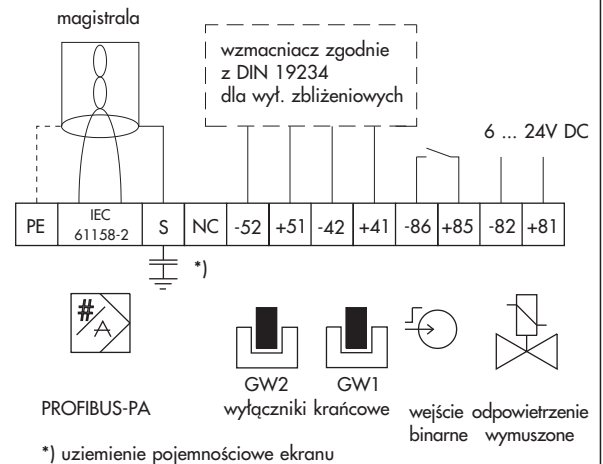 magistrala
wzmacniacz zgodnie
z DIN 19234
dla wył. zbliżeniowych
6 ... 24V DC
PE IEC 61158-2 S NC -52 +51 -42 +41 -86 +85 -82 +81
*)
# A
GW2 GW1
PROFIBUS-PA
wyłączniki krańcowe
wejście binarne
odpowietrzenie wymuszone
*) uziemienie pojemnościowe ekranu